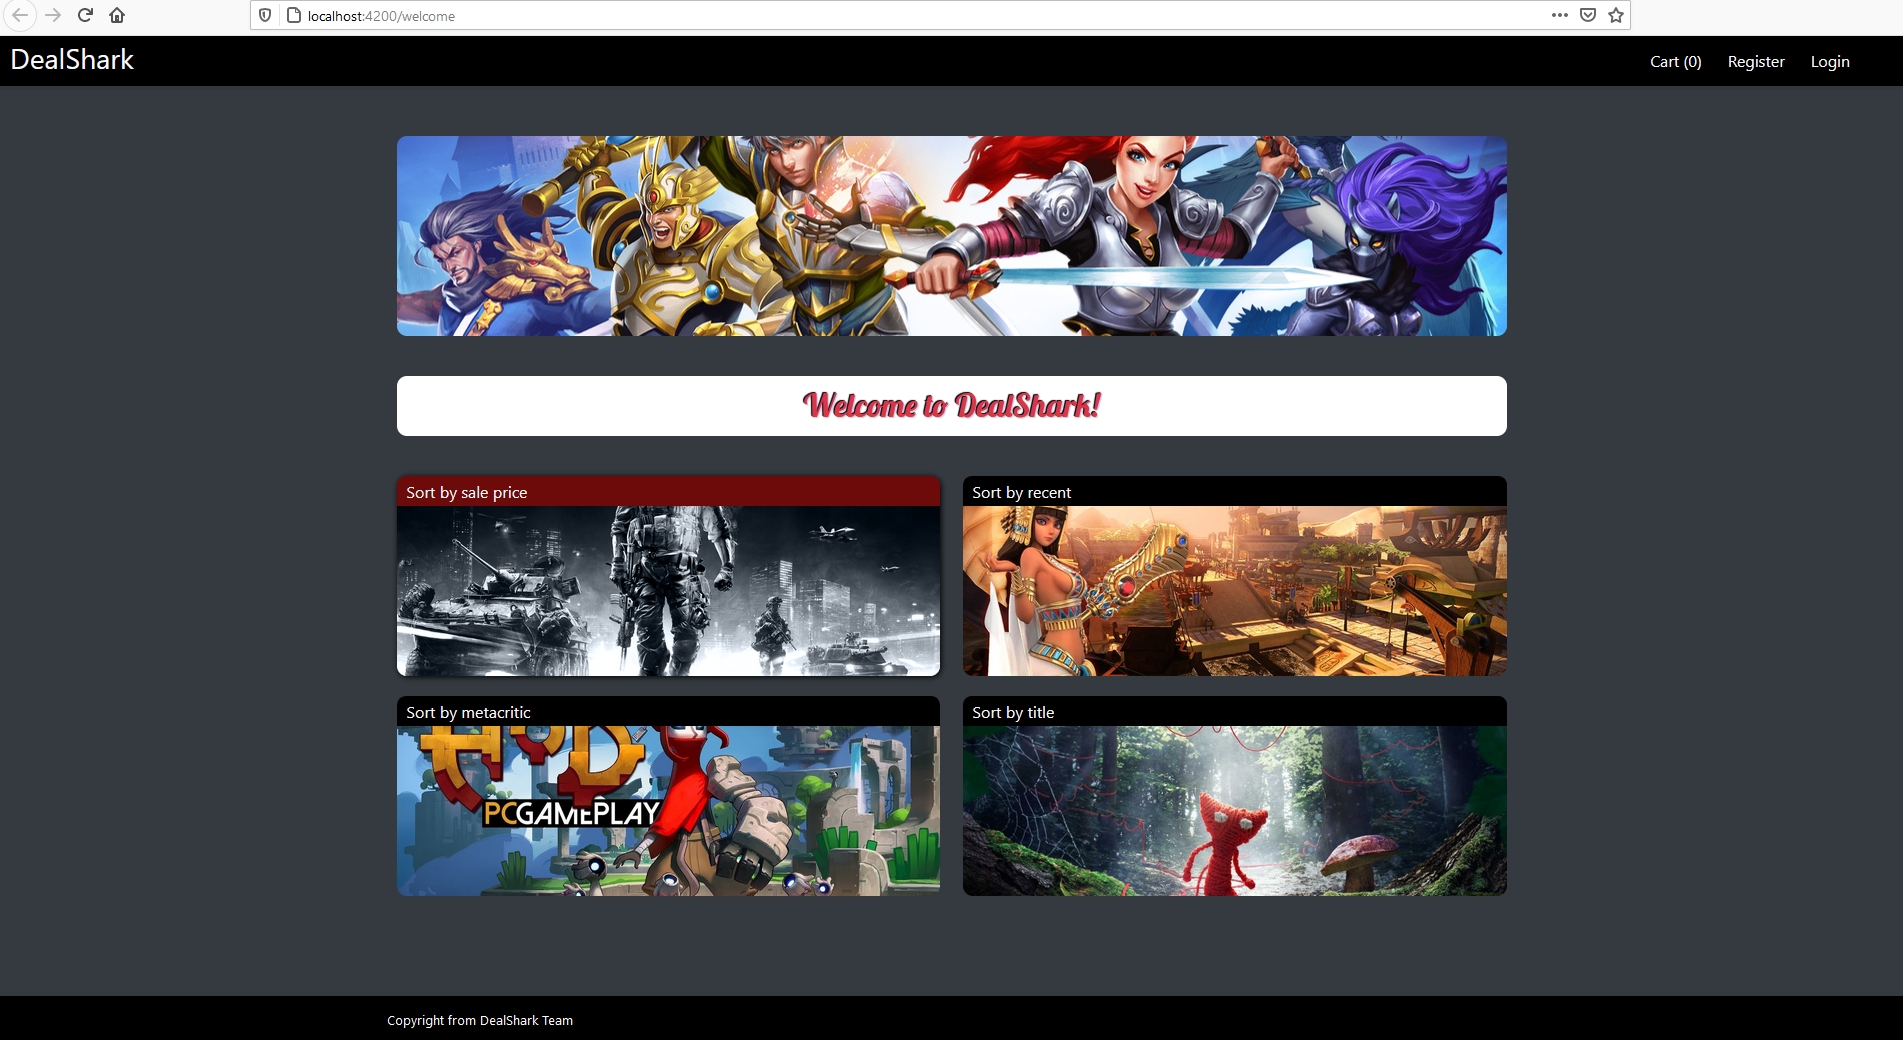 localhost:4200/welcome
DealShark
Cart (0) Register Login
Welcome to DealShark!
Sort by sale price
Sort by recent
Sort by metacritic
PCGAMEPLAY
Sort by title
Copyright from DealShark Team